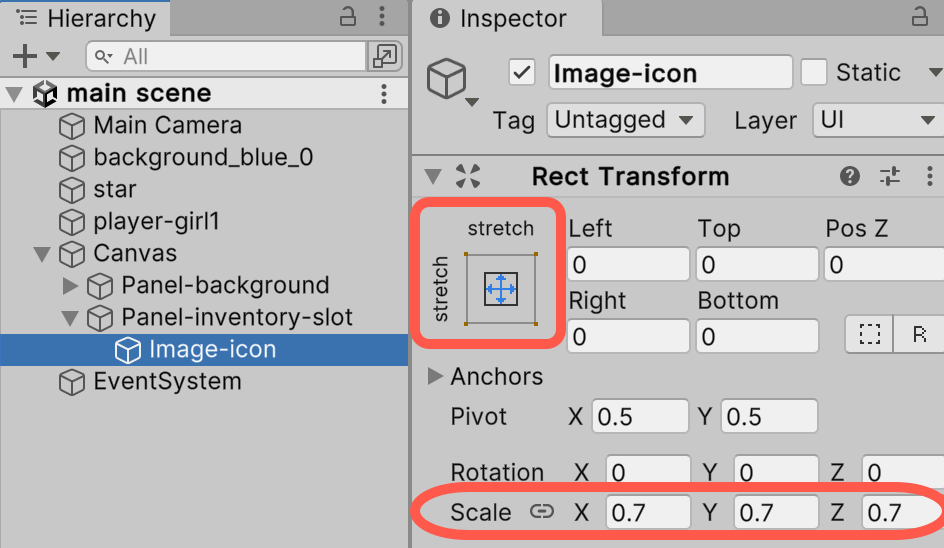 Hierarchy
All
main scene
Main Camera
background_blue_0
star
player-girl1
Canvas
Panel-background
Panel-inventory-slot
Image-icon
EventSystem
Inspector
Image-icon Static
Tag Untagged Layer UI
Rect Transform
stretch
stretch
Left Top Pos Z
0 0 0
Right Bottom
0 0 R
Anchors
Pivot X 0.5 Y 0.5
Rotation X 0 Y 0 Z 0
Scale X 0.7 Y 0.7 Z 0.7